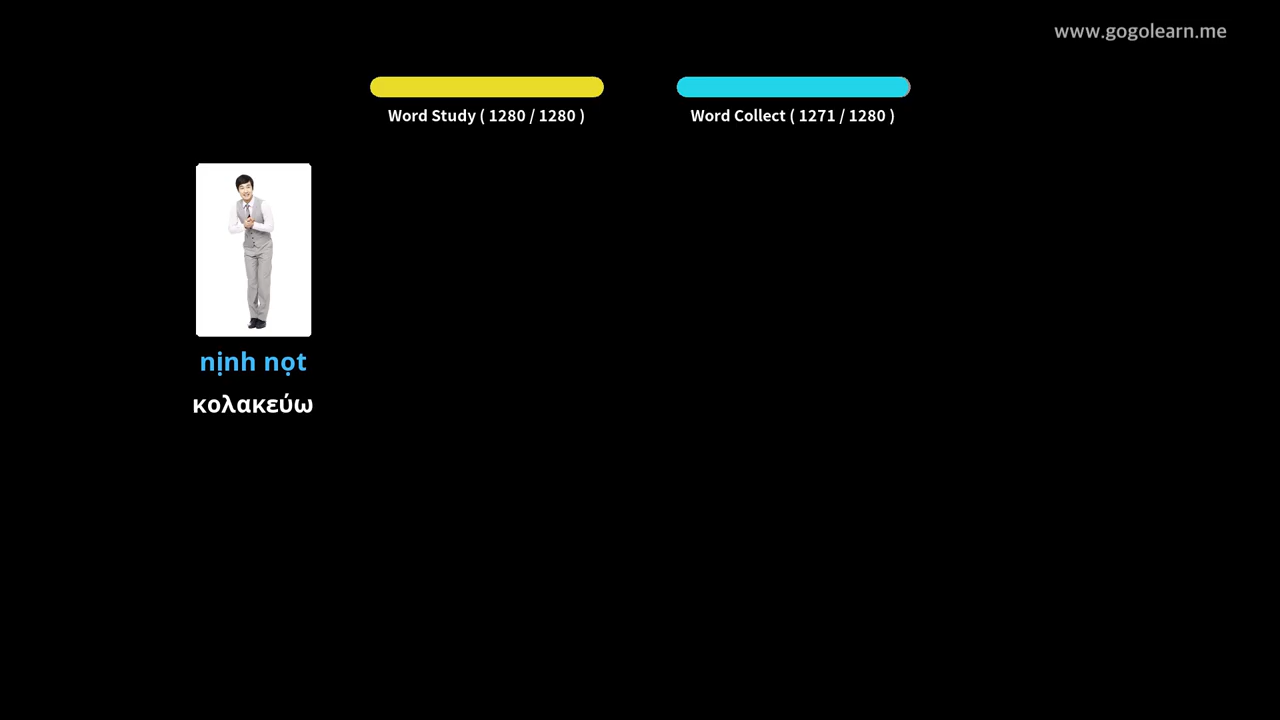 www.gogolearn.me
Word Study ( 1280 / 1280 )
Word Collect ( 1271 / 1280 )
nịnh nọt
κολακεύω